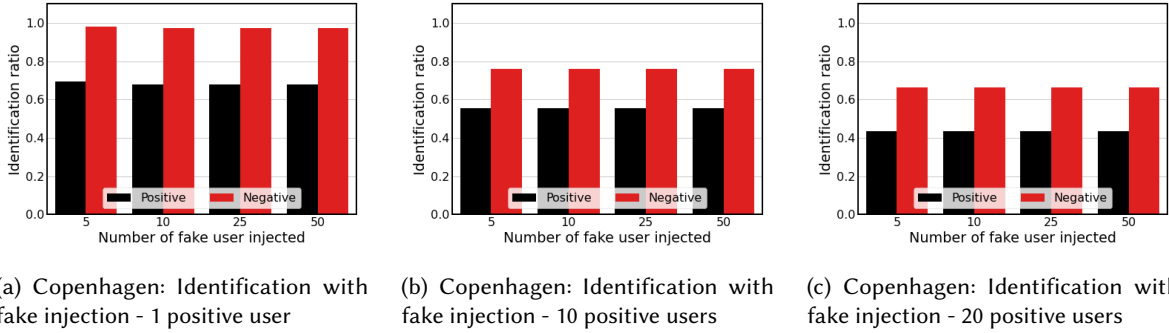 1.0
0.8
0.6
0.4
0.2
0.0
Identification ratio
Positive Negative
5 10 25 50
Number of fake user injected
(a) Copenhagen: Identification with
fake injection - 1 positive user
1.0
0.8
0.6
0.4
0.2
0.0
Identification ratio
Positive Negative
5 10 25 50
Number of fake user injected
(b) Copenhagen: Identification with
fake injection - 10 positive users
1.0
0.8
0.6
0.4
0.2
0.0
Identification ratio
Positive Negative
5 10 25 50
Number of fake user injected
(c) Copenhagen: Identification with
fake injection - 20 positive users